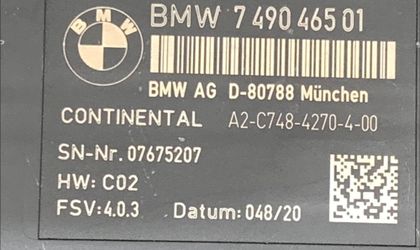 BMW
BMW 7 490 465 01
BMW AG D-80788 München
CONTINENTAL A2-C748-4270-4-00
SN-Nr. 07675207
HW: C02
FSV: 4.0.3 Datum: 048/20